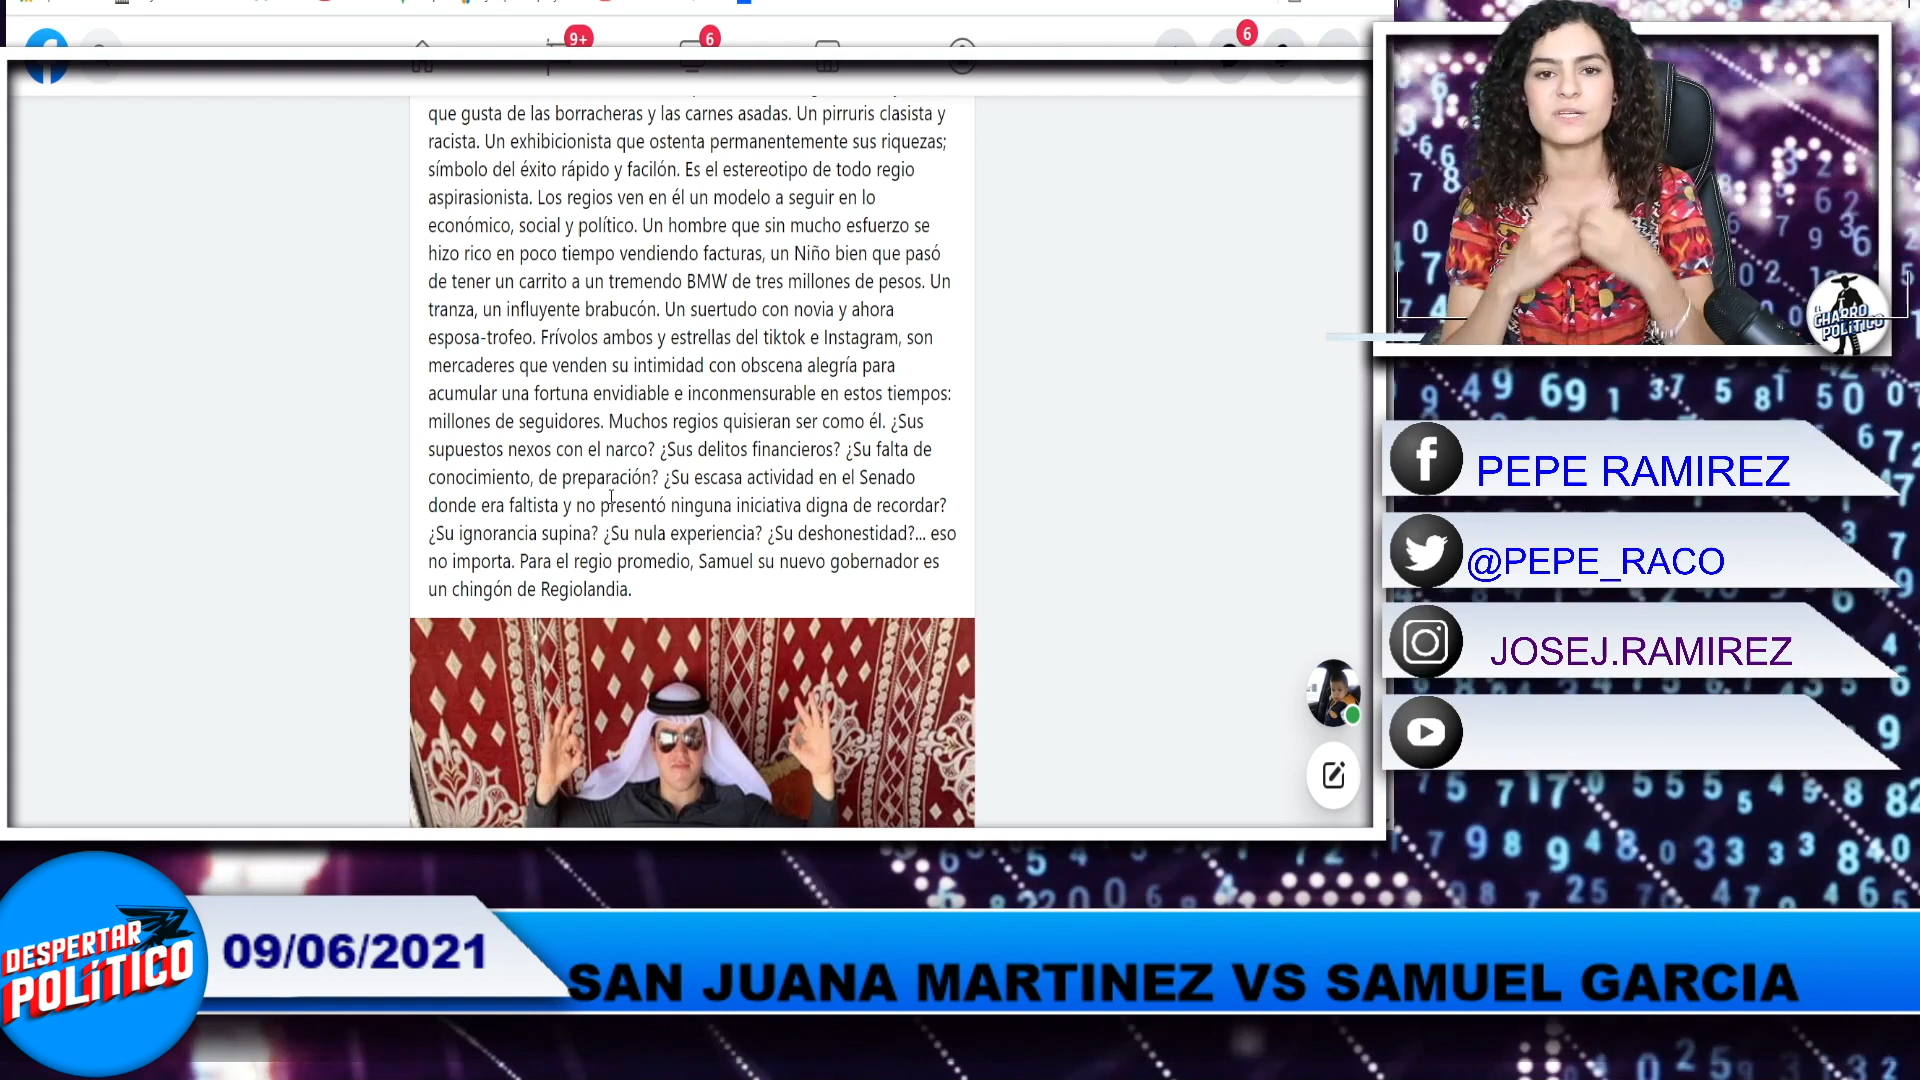 9+
6
6
que gusta de las borracheras y las carnes asadas. Un pirruris clasista y
racista. Un exhibicionista que ostenta permanentemente sus riquezas;
símbolo del éxito rápido y facilón. Es el estereotipo de todo regio
aspirasionista. Los regios ven en él un modelo a seguir en lo
económico, social y político. Un hombre que sin mucho esfuerzo se
hizo rico en poco tiempo vendiendo facturas, un Niño bien que pasó
de tener un carrito a un tremendo BMW de tres millones de pesos. Un
tranza, un influyente brabucón. Un suertudo con novia y ahora
esposa-trofeo. Frívolos ambos y estrellas del tiktok e Instagram, son
mercaderes que venden su intimidad con obscena alegría para
acumular una fortuna envidiable e inconmensurable en estos tiempos:
millones de seguidores. Muchos regios quisieran ser como él. ¿Sus
supuestos nexos con el narco? ¿Sus delitos financieros? ¿Su falta de
conocimiento, de preparación? ¿Su escasa actividad en el Senado
donde era faltista y no presentó ninguna iniciativa digna de recordar?
¿Su ignorancia supina? ¿Su nula experiencia? ¿Su deshonestidad?... eso
no importa. Para el regio promedio, Samuel su nuevo gobernador es
un chingón de Regiolandia.
EL CHARRO
POLÍTICO
PEPE RAMIREZ
@PEPE_RACO
JOSEJ.RAMIREZ
DESPERTAR
POLÍTICO
09/06/2021
SAN JUANA MARTINEZ VS SAMUEL GARCIA